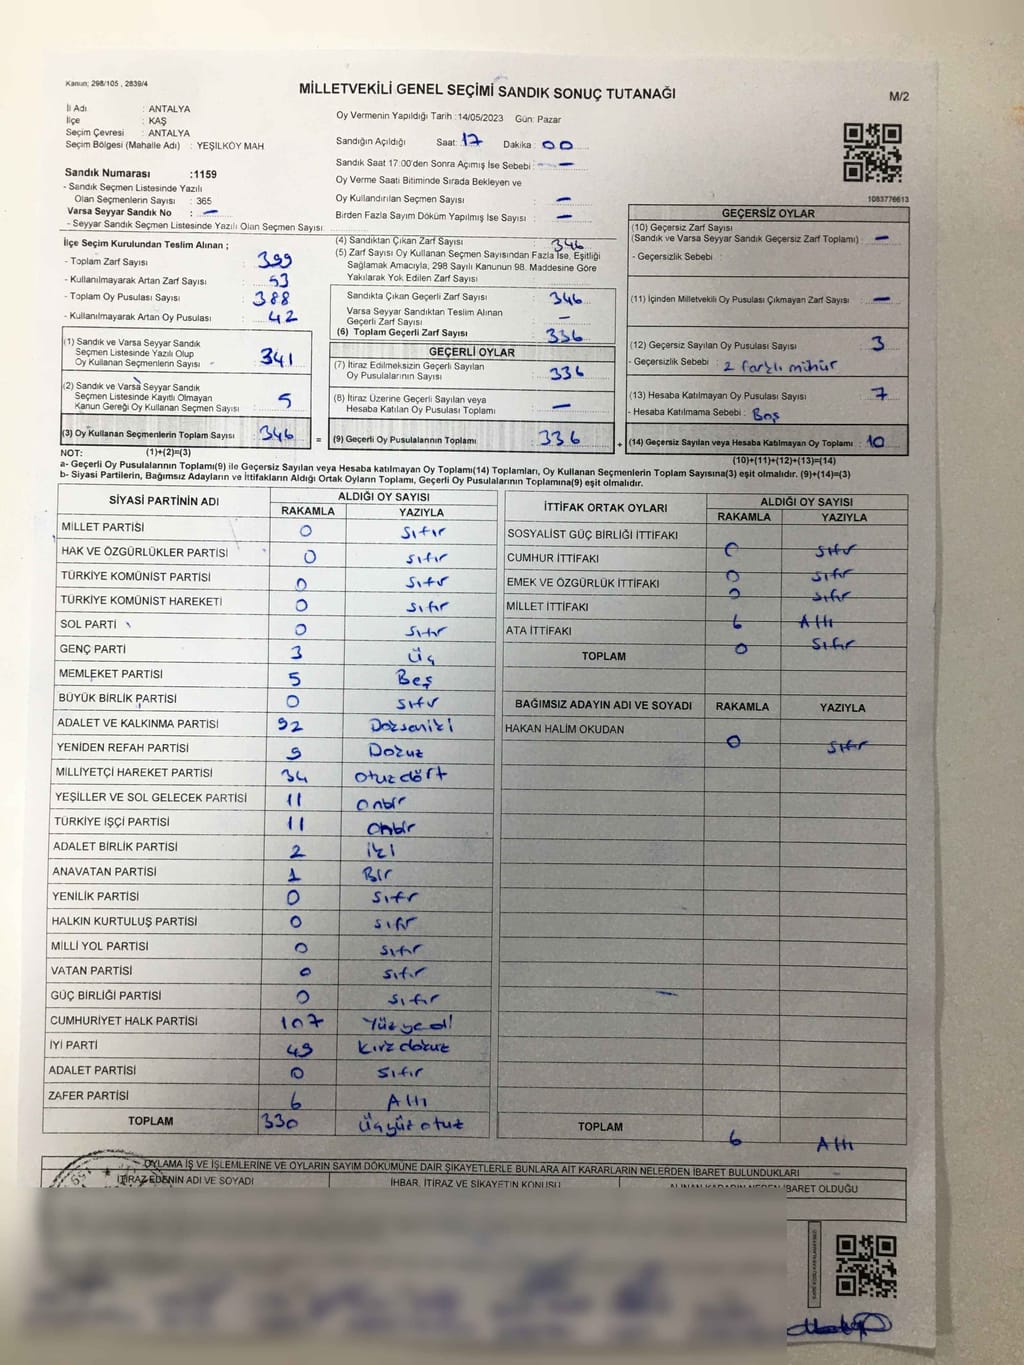 Kanun; 298/105 , 2839/4
MİLLETVEKİLİ GENEL SEÇİMİ SANDIK SONUÇ TUTANAĞI
M/2
İl Adı : ANTALYA
İlçe : KAŞ
Seçim Çevresi : ANTALYA
Seçim Bölgesi (Mahalle Adı) : YEŞİLKÖY MAH
Sandık Numarası :1159
- Sandık Seçmen Listesinde Yazılı
Olan Seçmenlerin Sayısı : 365
Varsa Seyyar Sandık No : –
- Seyyar Sandık Seçmen Listesinde Yazılı Olan Seçmen Sayısı
Oy Vermenin Yapıldığı Tarih :14/05/2023 Gün: Pazar
Sandığın Açıldığı Saat: 17 Dakika : 00
Sandık Saat 17:00'den Sonra Açımış İse Sebebi : – –
Oy Verme Saati Bitiminde Sırada Bekleyen ve
Oy Kullandırılan Seçmen Sayısı –
Birden Fazla Sayım Döküm Yapılmış İse Sayısı : –
1083776613
İlçe Seçim Kurulundan Teslim Alınan ;
- Toplam Zarf Sayısı : 399
- Kullanılmayarak Artan Zarf Sayısı : 53
- Toplam Oy Pusulası Sayısı : 388
- Kullanılmayarak Artan Oy Pusulası : 42
(1) Sandık ve Varsa Seyyar Sandık
Seçmen Listesinde Yazılı Olup
Oy Kullanan Seçmenlerin Sayısı : 341
(2) Sandık ve Varsa Seyyar Sandık
Seçmen Listesinde Kayıtlı Olmayan
Kanun Gereği Oy Kullanan Seçmen Sayısı : 5
(3) Oy Kullanan Seçmenlerin Toplam Sayısı : 346
(1)+(2)=(3)
(4) Sandıktan Çıkan Zarf Sayısı : 346
(5) Zarf Sayısı Oy Kullanan Seçmen Sayısından Fazla İse, Eşitliği
Sağlamak Amacıyla, 298 Sayılı Kanunun 98. Maddesine Göre
Yakılarak Yok Edilen Zarf Sayısı :
Sandıkta Çıkan Geçerli Zarf Sayısı : 346
Varsa Seyyar Sandıktan Teslim Alınan
Geçerli Zarf Sayısı : –
(6) Toplam Geçerli Zarf Sayısı : 336
GEÇERLİ OYLAR
(7) İtiraz Edilmeksizin Geçerli Sayılan
Oy Pusulalarının Sayısı : 336
(8) İtiraz Üzerine Geçerli Sayılan veya
Hesaba Katılan Oy Pusulası Toplamı : –
= (9) Geçerli Oy Pusulalarının Toplamı : 336
GEÇERSİZ OYLAR
(10) Geçersiz Zarf Sayısı
(Sandık ve Varsa Seyyar Sandık Geçersiz Zarf Toplamı) : –
- Geçersizlik Sebebi :
(11) İçinden Milletvekili Oy Pusulası Çıkmayan Zarf Sayısı : –
(12) Geçersiz Sayılan Oy Pusulası Sayısı : 3
- Geçersizlik Sebebi : 2 farklı mühür
(13) Hesaba Katılmayan Oy Pusulası Sayısı : 7
- Hesaba Katılmama Sebebi : Boş
+ (14) Geçersiz Sayılan veya Hesaba Katılmayan Oy Toplamı : 10
(10)+(11)+(12)+(13)=(14)
NOT:
a- Geçerli Oy Pusulalarının Toplamı(9) ile Geçersiz Sayılan veya Hesaba katılmayan Oy Toplamı(14) Toplamları, Oy Kullanan Seçmenlerin Toplam Sayısına(3) eşit olmalıdır. (9)+(14)=(3)
b- Siyasi Partilerin, Bağımsız Adayların ve İttifakların Aldığı Ortak Oyların Toplamı, Geçerli Oy Pusulalarının Toplamına(9) eşit olmalıdır.
SİYASİ PARTİNİN ADI ALDIĞI OY SAYISI
RAKAMLA YAZIYLA
MİLLET PARTİSİ 0 Sıfır
HAK VE ÖZGÜRLÜKLER PARTİSİ 0 sıfır
TÜRKİYE KOMÜNİST PARTİSİ 0 Sıfır
TÜRKİYE KOMÜNİST HAREKETİ 0 sıfır
SOL PARTİ 0 Sıfır
GENÇ PARTİ 3 Üç
MEMLEKET PARTİSİ 5 Beş
BÜYÜK BİRLİK PARTİSİ 0 sıfır
ADALET VE KALKINMA PARTİSİ 92 Doksaniki
YENİDEN REFAH PARTİSİ 9 Dokuz
MİLLİYETÇİ HAREKET PARTİSİ 34 otuzdört
YEŞİLLER VE SOL GELECEK PARTİSİ 11 onbir
TÜRKİYE İŞÇİ PARTİSİ 11 onbir
ADALET BİRLİK PARTİSİ 2 iki
ANAVATAN PARTİSİ 1 Bir
YENİLİK PARTİSİ 0 Sıfır
HALKIN KURTULUŞ PARTİSİ 0 sıfır
MİLLİ YOL PARTİSİ 0 sıfır
VATAN PARTİSİ 0 sıfır
GÜÇ BİRLİĞİ PARTİSİ 0 sıfır
CUMHURİYET HALK PARTİSİ 107 Yüzyedi
İYİ PARTİ 49 Kırkdokuz
ADALET PARTİSİ 0 Sıfır
ZAFER PARTİSİ 6 Altı
TOPLAM 330 Üçyüzotuz
İTTİFAK ORTAK OYLARI ALDIĞI OY SAYISI
RAKAMLA YAZIYLA
SOSYALİST GÜÇ BİRLİĞİ İTTİFAKI 0 sıfır
CUMHUR İTTİFAKI 0 sıfır
EMEK VE ÖZGÜRLÜK İTTİFAKI 0 sıfır
MİLLET İTTİFAKI 6 Altı
ATA İTTİFAKI 0 sıfır
TOPLAM
BAĞIMSIZ ADAYIN ADI VE SOYADI RAKAMLA YAZIYLA
HAKAN HALİM OKUDAN 0 sıfır
TOPLAM 6 Altı
OYLAMA İŞ VE İŞLEMLERİNE VE OYLARIN SAYIM DÖKÜMÜNE DAİR ŞİKAYETLERLE BUNLARA AİT KARARLARIN NELERDEN İBARET BULUNDUKLARI
İTİRAZ EDENİN ADI VE SOYADI İHBAR, İTİRAZ VE ŞİKAYETİN KONUSU ALINAN KARARIN NEDEN İBARET OLDUĞU